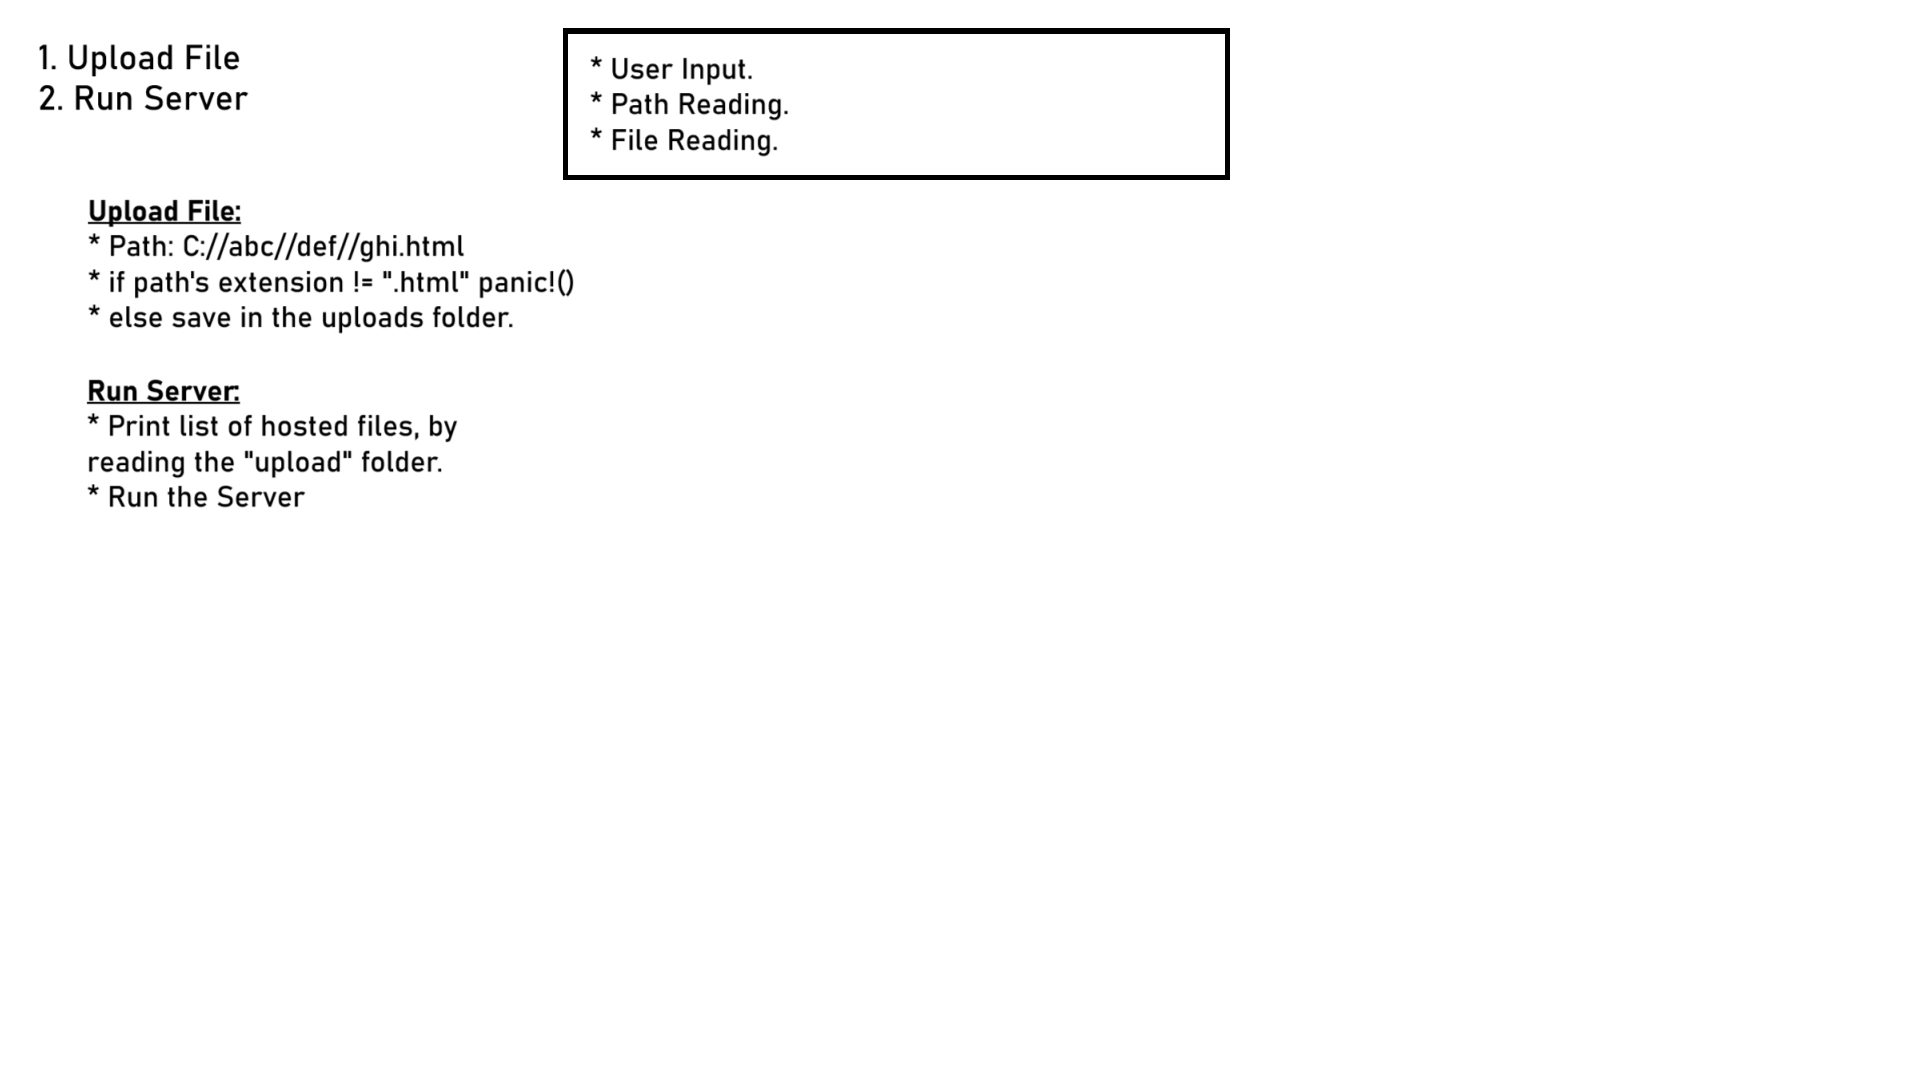 1. Upload File
2. Run Server
* User Input.
* Path Reading.
* File Reading.
Upload File:
* Path: C://abc//def//ghi.html
* if path's extension != ".html" panic!()
* else save in the uploads folder.
Run Server:
* Print list of hosted files, by
reading the "upload" folder.
* Run the Server